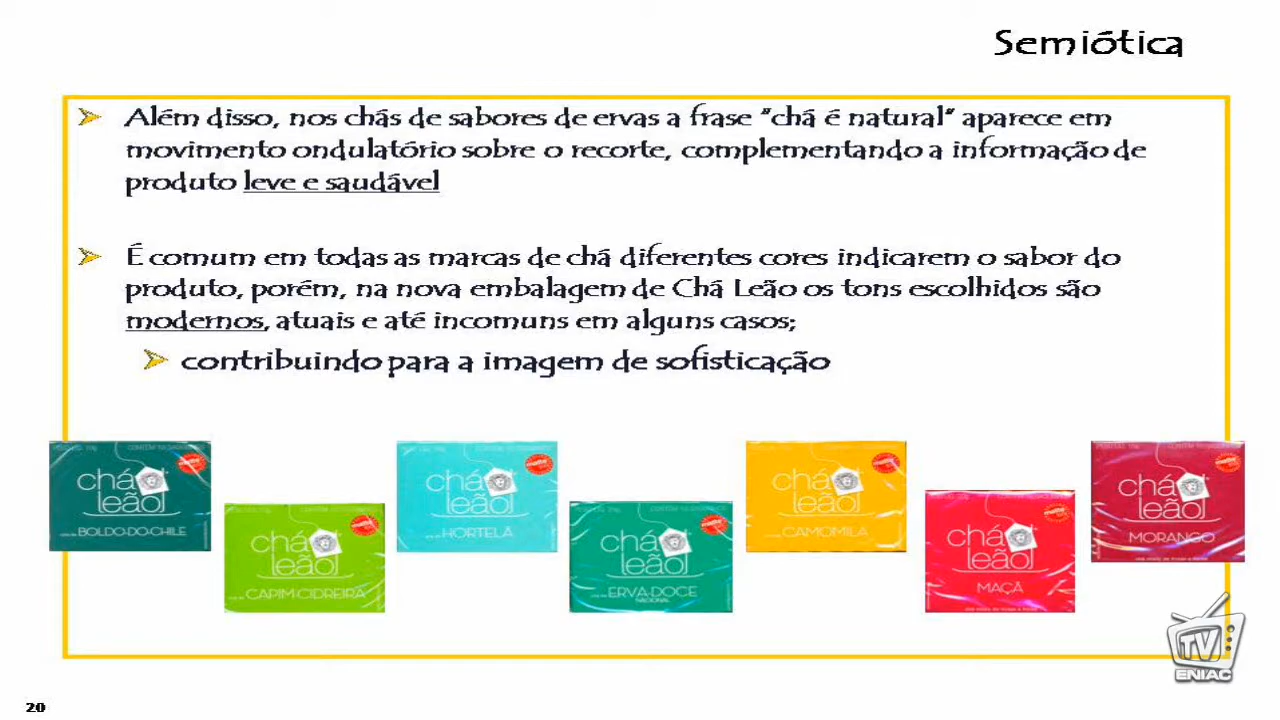 Semiótica
Além disso, nos chás de sabores de ervas a frase "chá é natural" aparece em
movimento ondulatório sobre o recorte, complementando a informação de
produto leve e saudável
É comum em todas as marcas de chá diferentes cores indicarem o sabor do
produto, porém, na nova embalagem de Chá Leão os tons escolhidos são
modernos, atuais e até incomuns em alguns casos;
contribuindo para a imagem de sofisticação
chá
leão
BOLDO-DO-CHILE
chá
leão
CAPIM-CIDREIRA
chá
leão
HORTELÃ
chá
leão
ERVA-DOCE
NACIONAL
chá
leão
CAMOMILA
chá
leão
MAÇÃ
chá
leão
MORANGO
TV
ENIAC
20